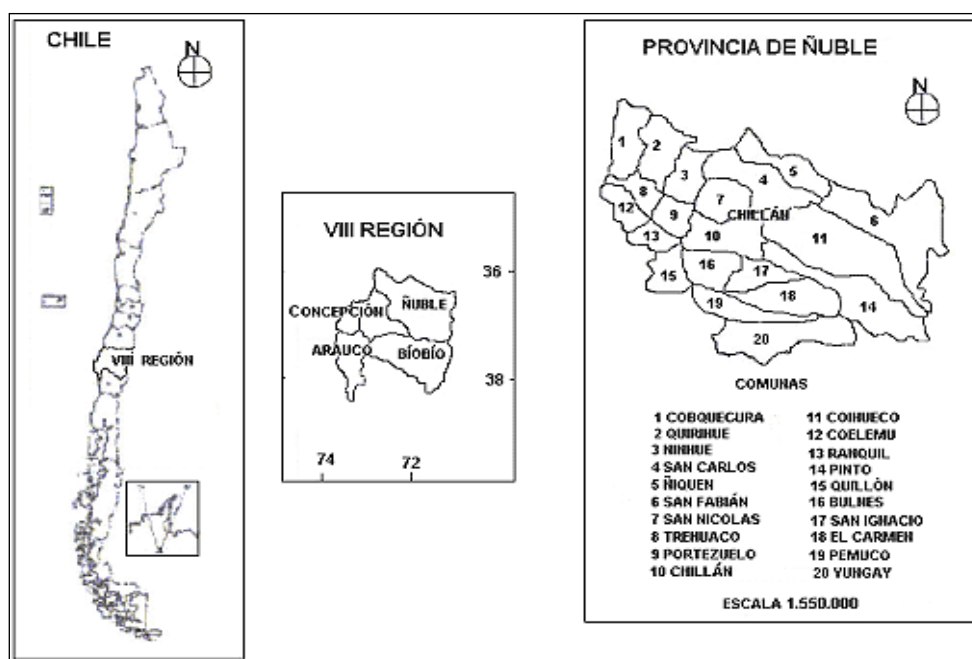 CHILE
N
VIII REGIÓN
VIII REGIÓN
36
CONCEPCIÓN
ÑUBLE
ARAUCO
BÍOBÍO
38
74
72
PROVINCIA DE ÑUBLE
N
1
2
3
4
5
6
7
8
9
CHILLÁN
10
11
12
13
14
15
16
17
18
19
20
COMUNAS
1 COBQUECURA
2 QUIRIHUE
3 NINHUE
4 SAN CARLOS
5 ÑIQUEN
6 SAN FABIÁN
7 SAN NICOLAS
8 TREHUACO
9 PORTEZUELO
10 CHILLÁN
11 COIHUECO
12 COELEMU
13 RANQUIL
14 PINTO
15 QUILLÒN
16 BULNES
17 SAN IGNACIO
18 EL CARMEN
19 PEMUCO
20 YUNGAY
ESCALA 1.550.000